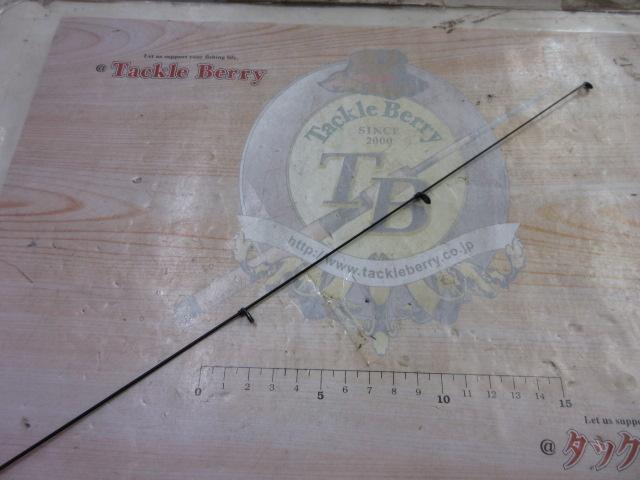 Let us support your fishing life.
@ Tackle Berry
Tackle Berry
SINCE
2000
TB
http://www.tackleberry.co.jp
0 1 2 3 4 5 6 7 8 9 10 11 12 13 14 15
Let us suppo
@ タック